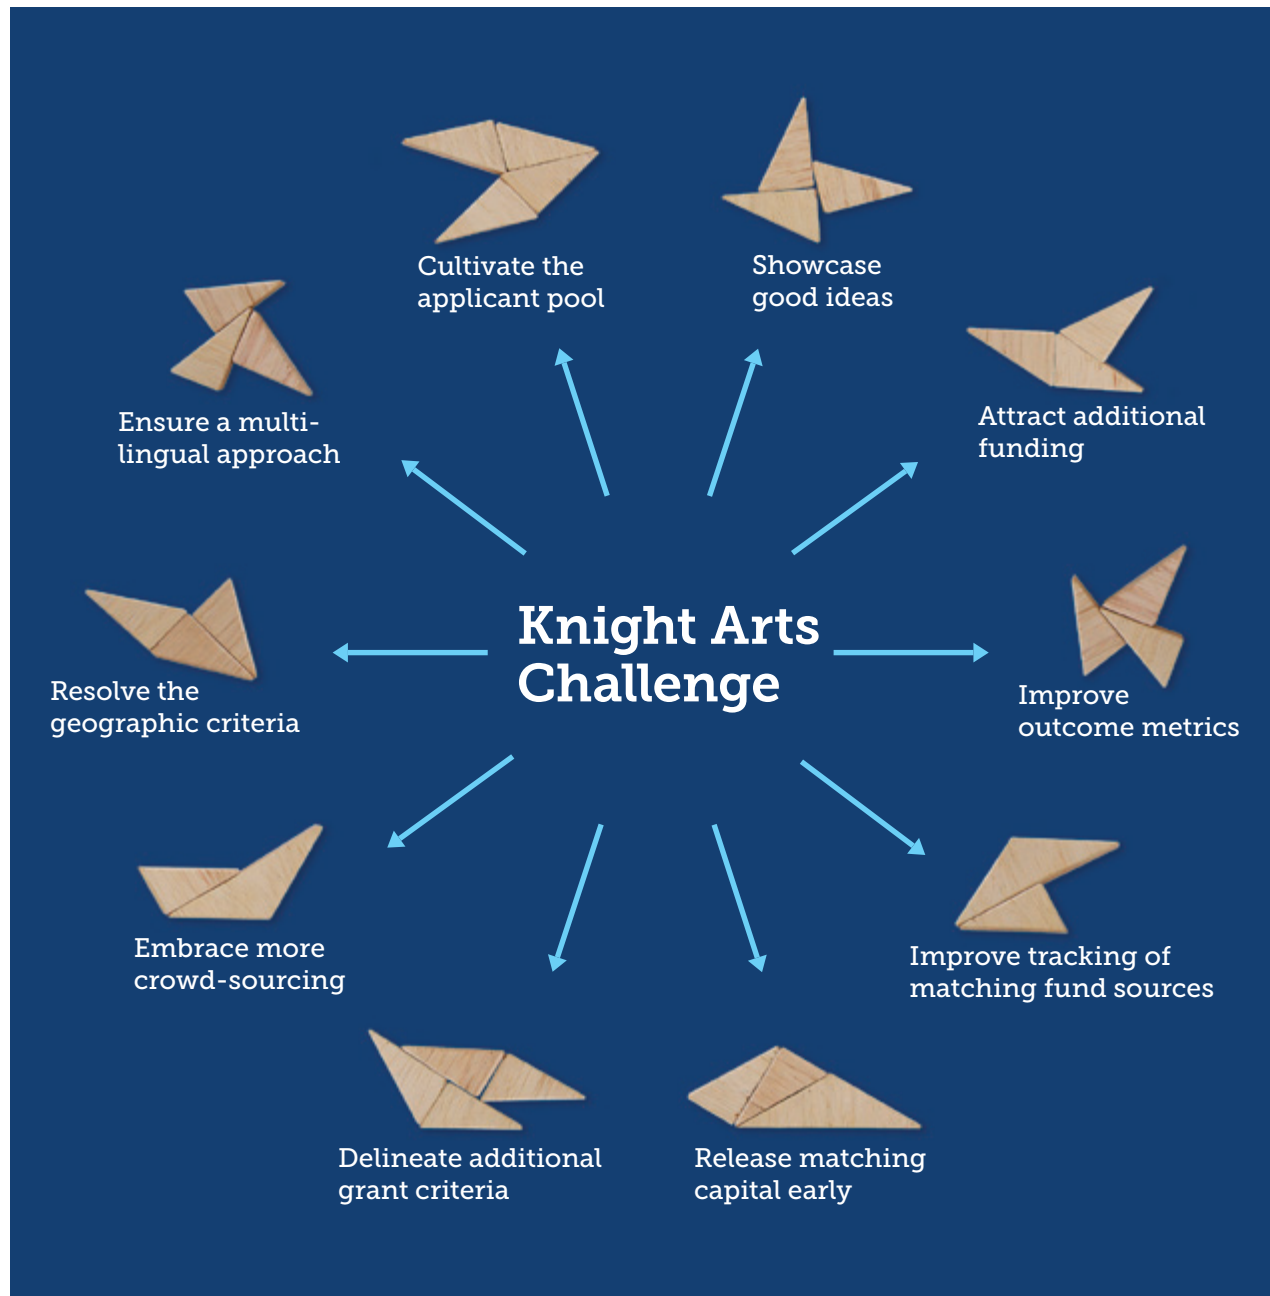 Cultivate the
applicant pool
Showcase
good ideas
Ensure a multi-
lingual approach
Attract additional
funding
Knight Arts
Challenge
Resolve the
geographic criteria
Improve
outcome metrics
Embrace more
crowd-sourcing
Improve tracking of
matching fund sources
Delineate additional
grant criteria
Release matching
capital early